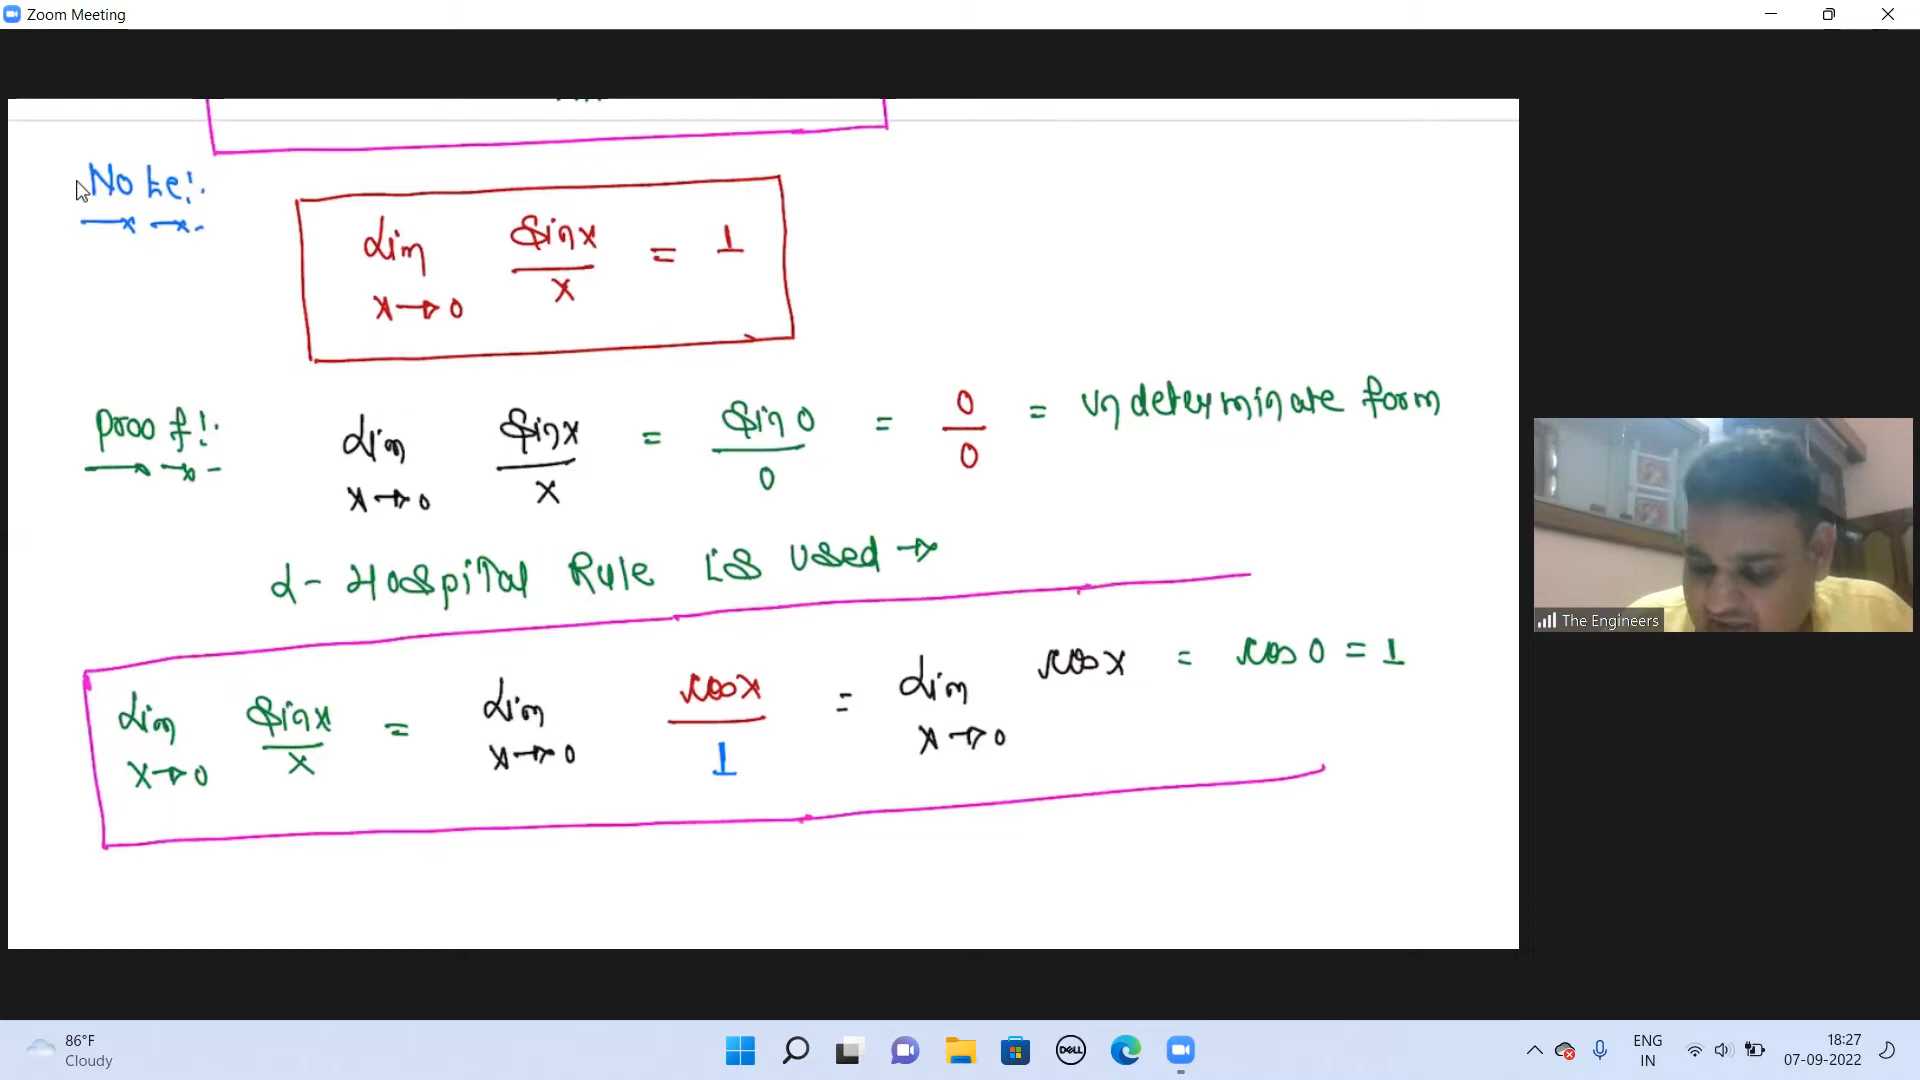 Zoom Meeting
Note:
Lim x→0 sinx/x = 1
Proof: Lim x→0 sinx/x = sin0/0 = 0/0 = undeterminate form
L-Hospital Rule is used →
Lim x→0 sinx/x = Lim x→0 cosx/1 = Lim x→0 cosx = cos0 = 1
The Engineers
86°F
Cloudy
DELL
ENG
IN
18:27
07-09-2022